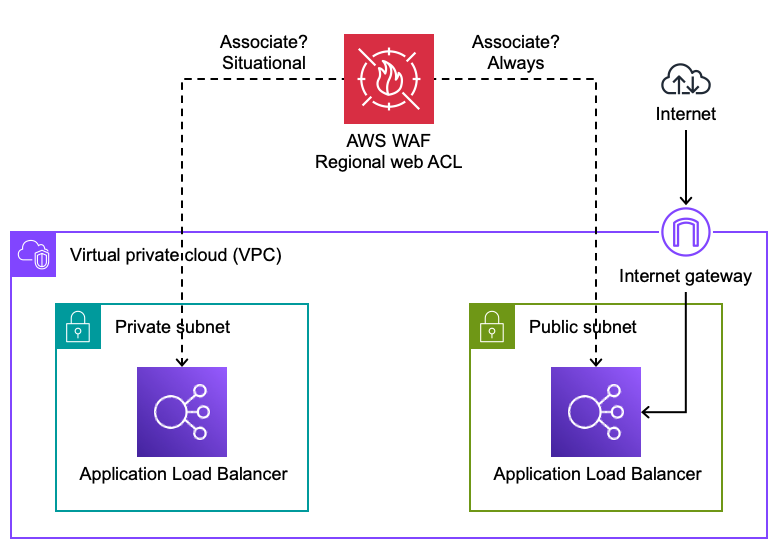 Associate?
Situational
Associate?
Always
Internet
AWS WAF
Regional web ACL
Virtual private cloud (VPC)
Internet gateway
Private subnet
Public subnet
Application Load Balancer
Application Load Balancer